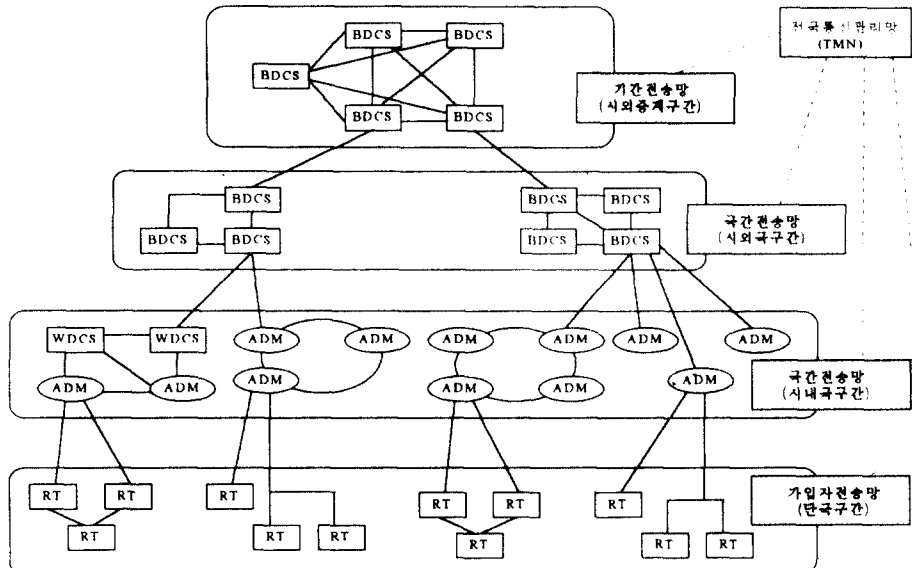 BDCS BDCS
전국통신관리망
(TMN)
BDCS
기간전송망
(시외중계구간)
BDCS BDCS
BDCS BDCS BDCS
국간전송망
(시외국구간)
BDCS BDCS BDCS BDCS
WDCS WDCS ADM ADM ADM ADM ADM ADM
ADM ADM ADM ADM ADM ADM
국간전송망
(시내국구간)
RT RT RT RT RT RT
가입자전송망
(단국구간)
RT RT RT RT RT RT